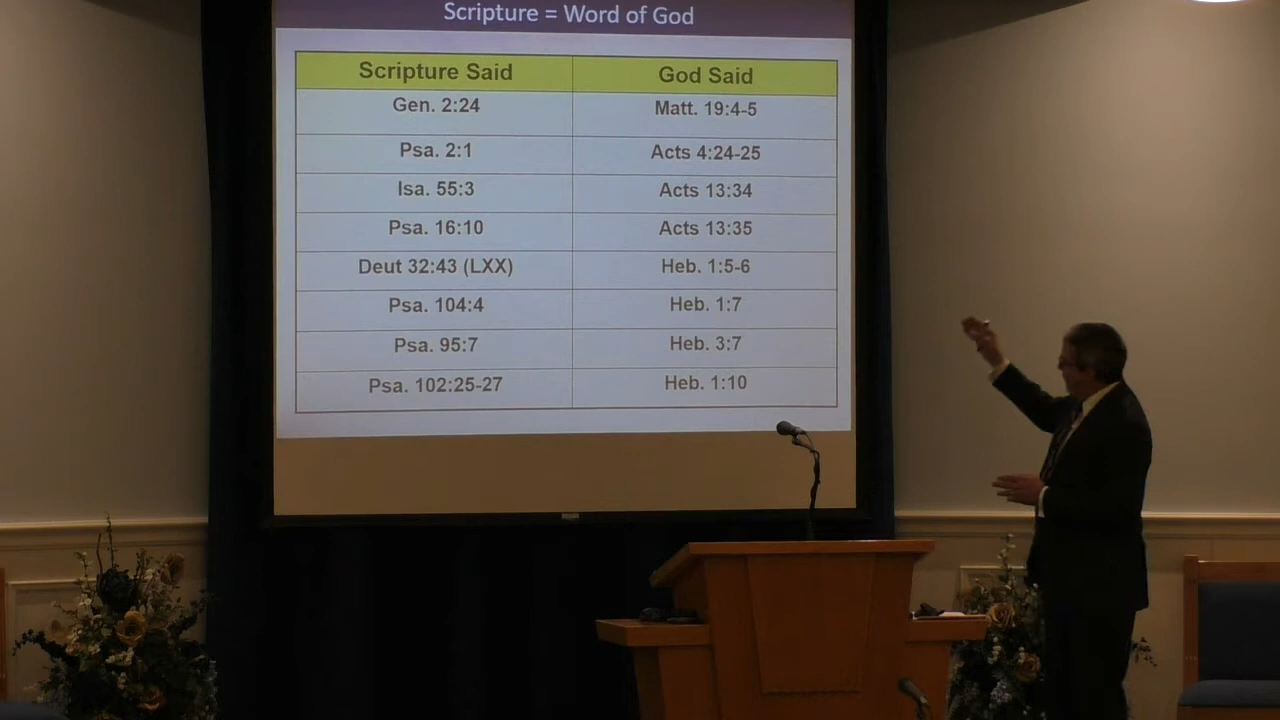 Scripture = Word of God
Scripture Said God Said
Gen. 2:24 Matt. 19:4-5
Psa. 2:1 Acts 4:24-25
Isa. 55:3 Acts 13:34
Psa. 16:10 Acts 13:35
Deut 32:43 (LXX) Heb. 1:5-6
Psa. 104:4 Heb. 1:7
Psa. 95:7 Heb. 3:7
Psa. 102:25-27 Heb. 1:10